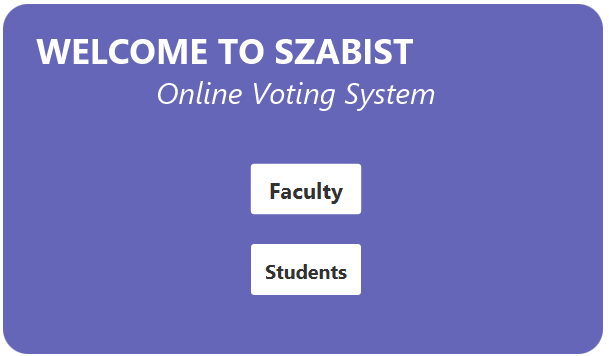 WELCOME TO SZABIST
Online Voting System
Faculty
Students